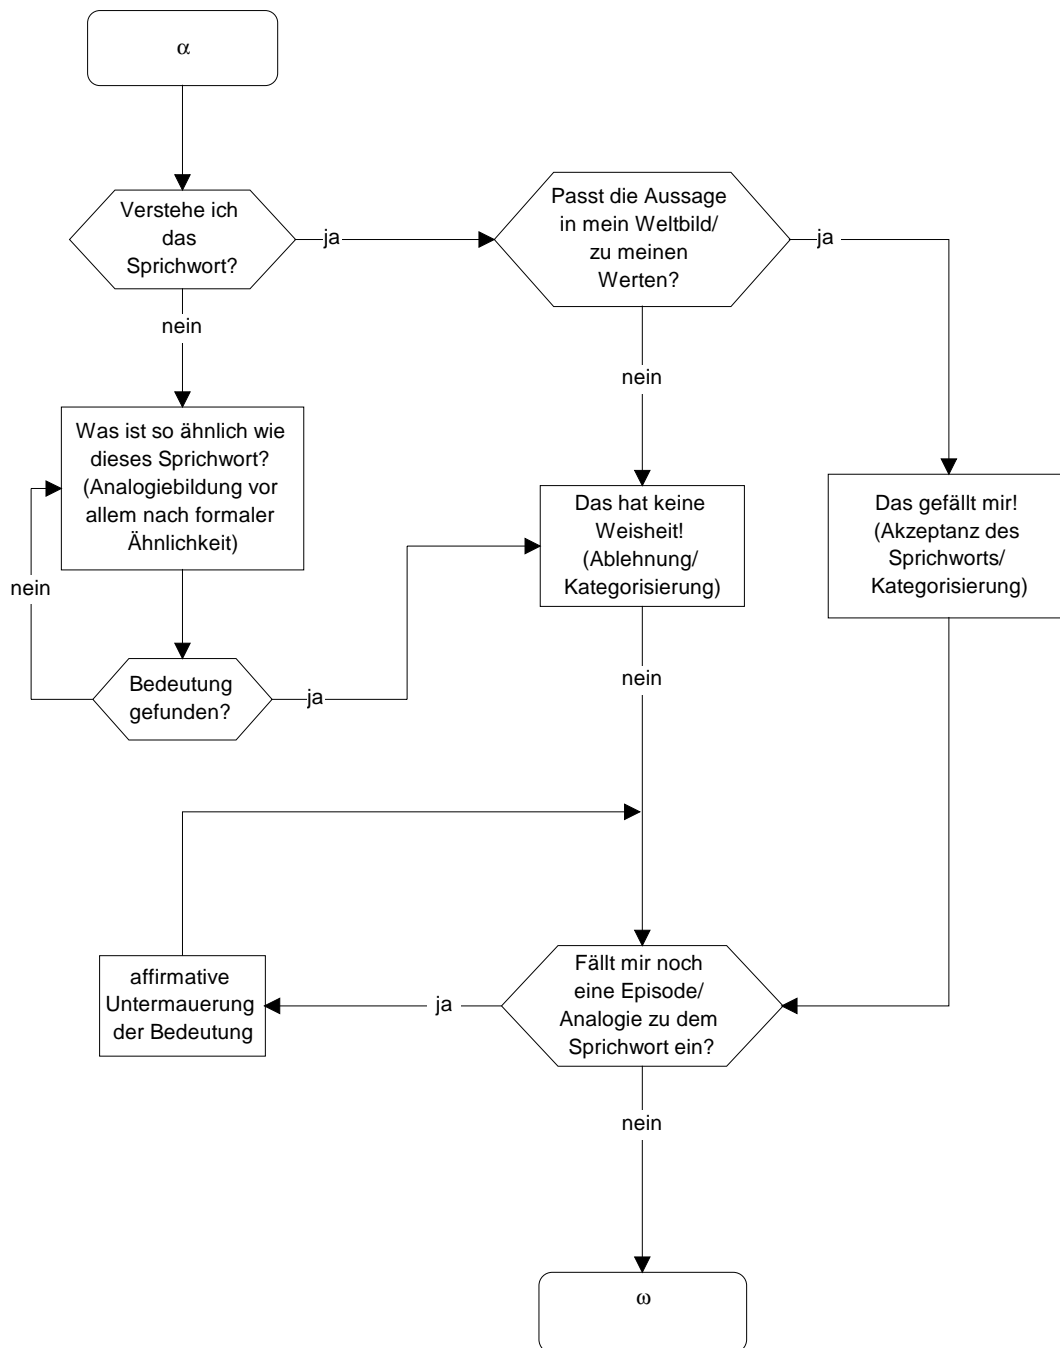 α
Verstehe ich
das
Sprichwort?
ja
Passt die Aussage
in mein Weltbild/
zu meinen
Werten?
ja
nein
nein
Was ist so ähnlich wie
dieses Sprichwort?
(Analogiebildung vor
allem nach formaler
Ähnlichkeit)
Das hat keine
Weisheit!
(Ablehnung/
Kategorisierung)
Das gefällt mir!
(Akzeptanz des
Sprichworts/
Kategorisierung)
nein
Bedeutung
gefunden?
ja
nein
affirmative
Untermauerung
der Bedeutung
ja
Fällt mir noch
eine Episode/
Analogie zu dem
Sprichwort ein?
nein
ω